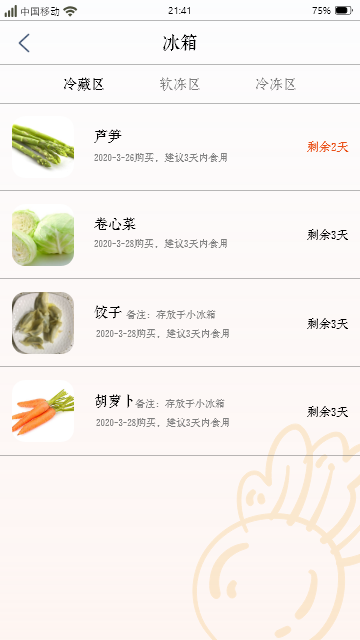 中国移动 21:41 75%
冰箱
冷藏区 软冻区 冷冻区
芦笋
2020-3-26购买，建议3天内食用
剩余2天
卷心菜
2020-3-28购买，建议3天内食用
剩余3天
饺子 备注：存放于小冰箱
2020-3-28购买，建议3天内食用
剩余3天
胡萝卜备注：存放于小冰箱
2020-3-28购买，建议3天内食用
剩余3天